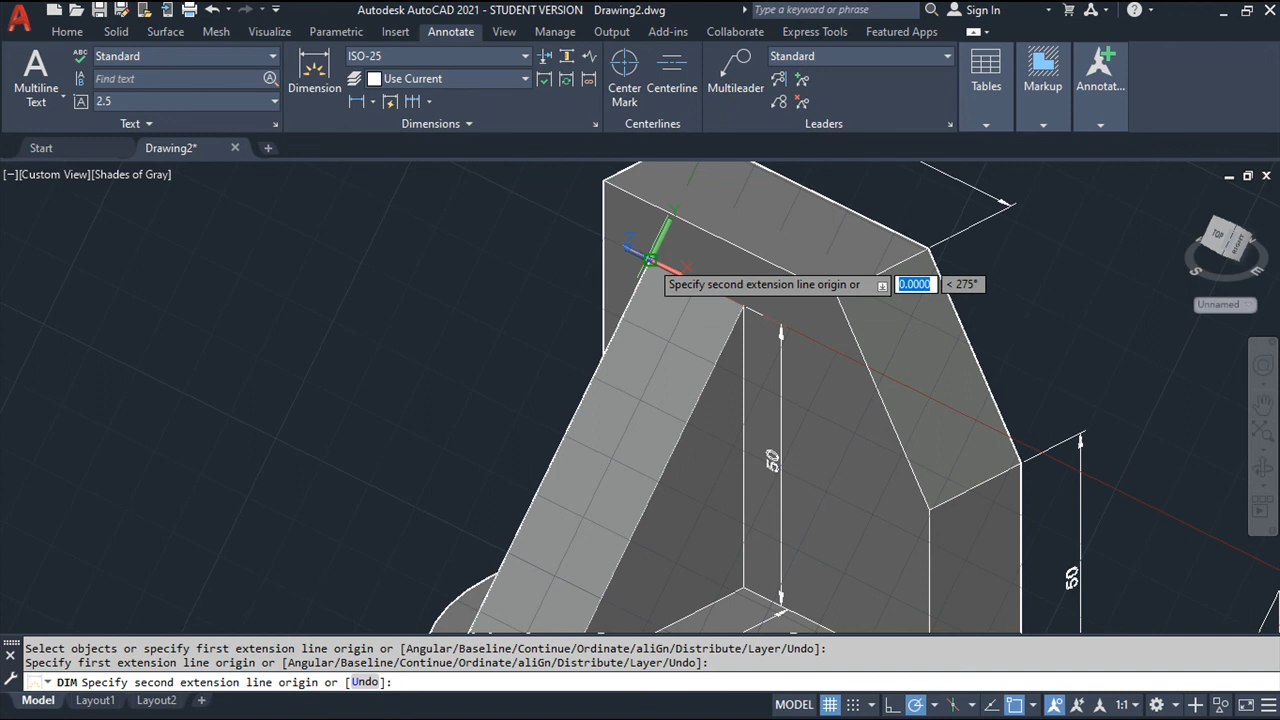 Autodesk AutoCAD 2021 - STUDENT VERSION Drawing2.dwg Type a keyword or phrase Sign In
Home Solid Surface Mesh Visualize Parametric Insert Annotate View Manage Output Add-ins Collaborate Express Tools Featured Apps
Standard ISO-25 Standard
Multiline Text Find text Dimension Use Current Center Mark Centerline Multileader Tables Markup Annotat...
2.5
Text Dimensions Centerlines Leaders
Start Drawing2*
[−][Custom View][Shades of Gray]
TOP RIGHT
S E
Y
Z
X
Specify second extension line origin or 0.0000 < 275°
Unnamed
50
50
Select objects or specify first extension line origin or [Angular/Baseline/Continue/Ordinate/aliGn/Distribute/Layer/Undo]:
Specify first extension line origin or [Angular/Baseline/Continue/Ordinate/aliGn/Distribute/Layer/Undo]:
DIM Specify second extension line origin or [Undo]:
Model Layout1 Layout2 MODEL 1:1